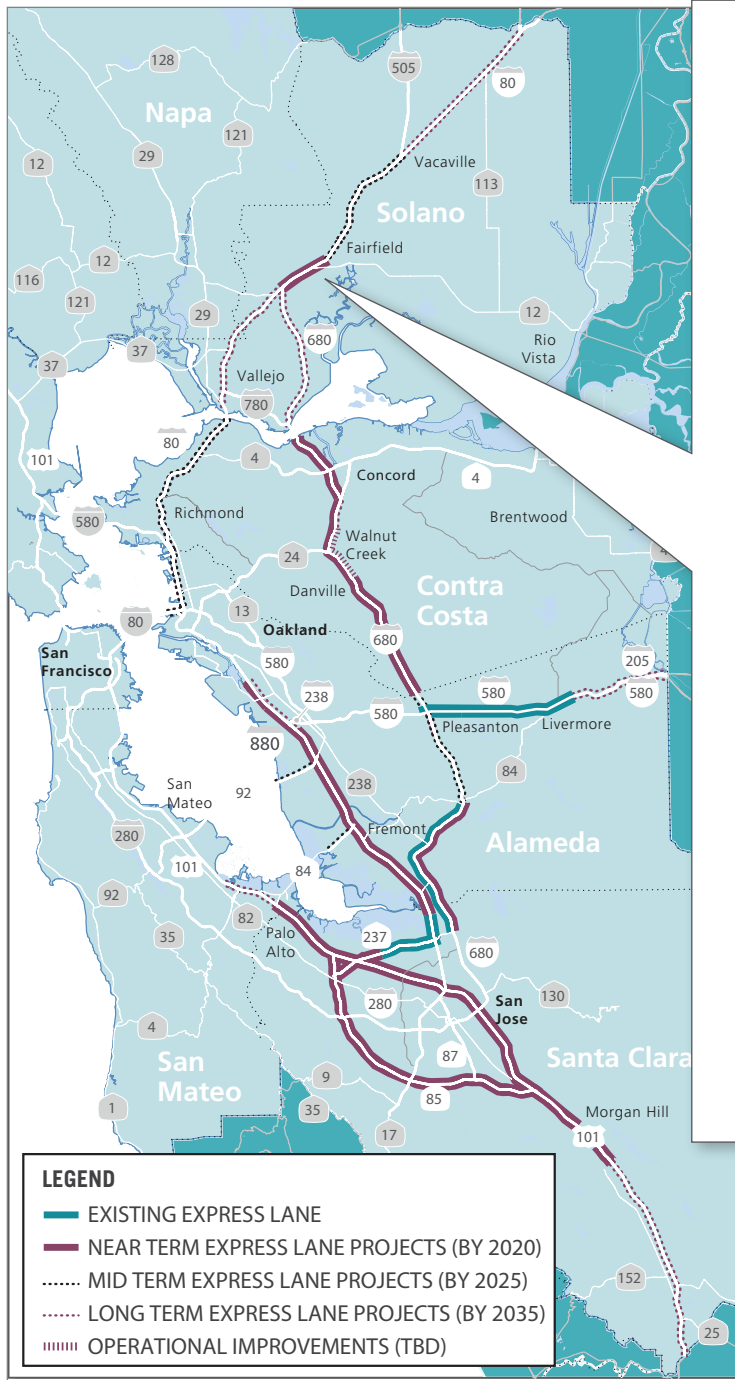 128
505
80
Napa
121
29
12
Vacaville
113
Solano
Fairfield
12
116
121
29
12
Rio
Vista
37
37
680
Vallejo
780
80
101
4
Concord
4
Richmond
580
Brentwood
Walnut
Creek
24
Danville
Contra
Costa
13
80
Oakland
680
San
Francisco
580
205
580
238
580
580
Pleasanton
Livermore
880
84
San
Mateo
92
238
280
Fremont
Alameda
101
84
92
82
35
Palo
Alto
237
680
280
San
Jose
130
4
87
Santa Clara
San
Mateo
9
85
1
35
17
Morgan Hill
101
LEGEND
EXISTING EXPRESS LANE
NEAR TERM EXPRESS LANE PROJECTS (BY 2020)
MID TERM EXPRESS LANE PROJECTS (BY 2025)
LONG TERM EXPRESS LANE PROJECTS (BY 2035)
OPERATIONAL IMPROVEMENTS (TBD)
152
25